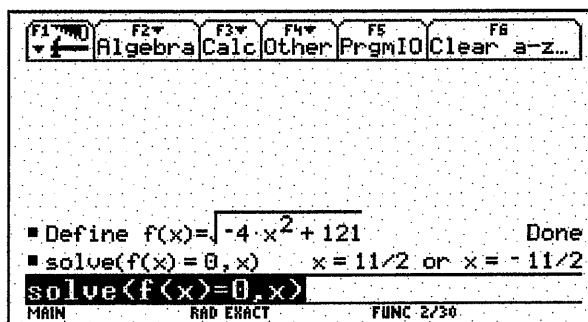 F1 F2 F3 F4 F5 F6
Algebra Calc Other PrgmIO Clear a-z…
▪Define f(x)=√-4·x²+121 Done
▪solve(f(x)=0,x) x=11/2 or x=-11/2
solve(f(x)=0,x)
MAIN RAD EXACT FUNC 2/30